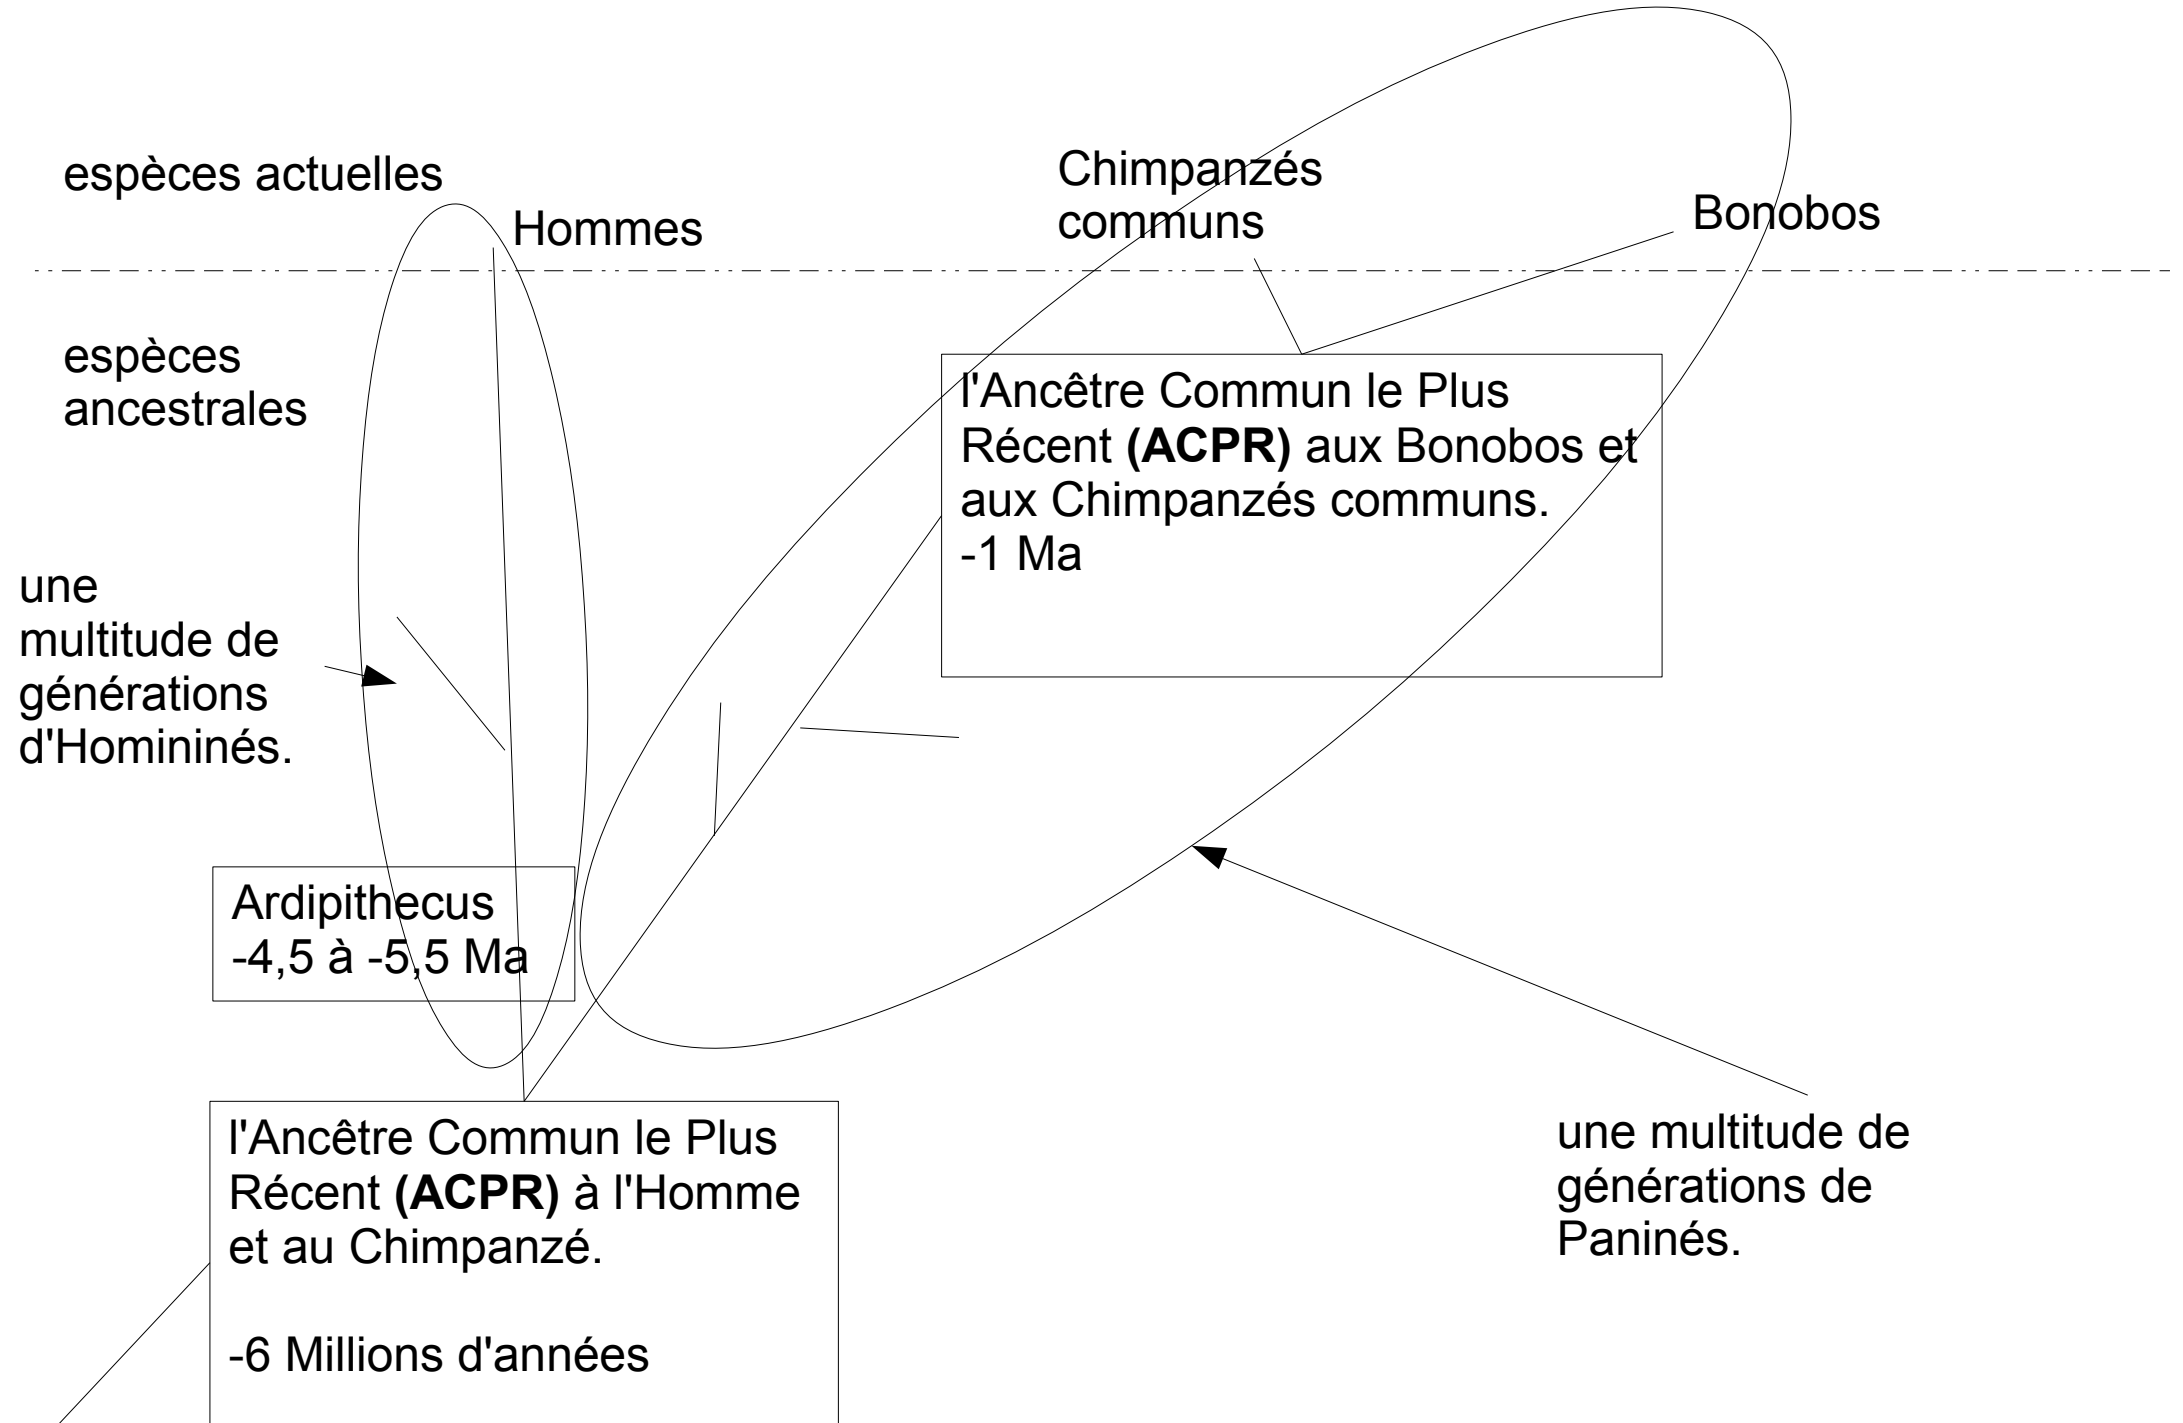 espèces actuelles
Hommes
Chimpanzés
communs
Bonobos
espèces
ancestrales
l'Ancêtre Commun le Plus
Récent (ACPR) aux Bonobos et
aux Chimpanzés communs.
-1 Ma
une
multitude de
générations
d'Homininés.
Ardipithecus
-4,5 à -5,5 Ma
l'Ancêtre Commun le Plus
Récent (ACPR) à l'Homme
et au Chimpanzé.
-6 Millions d'années
une multitude de
générations de
Paninés.